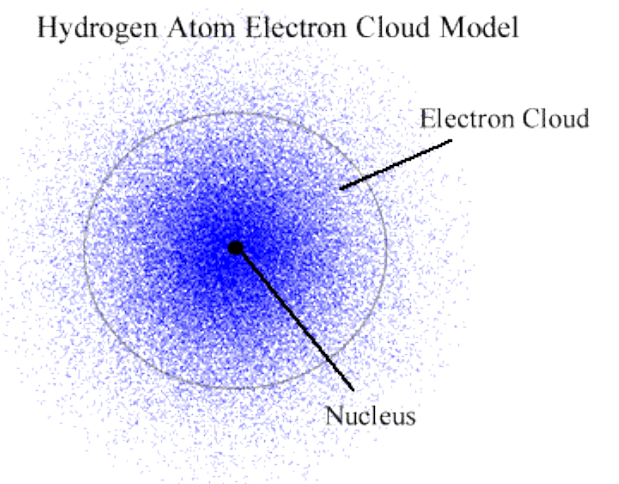 Hydrogen Atom Electron Cloud Model
Electron Cloud
Nucleus